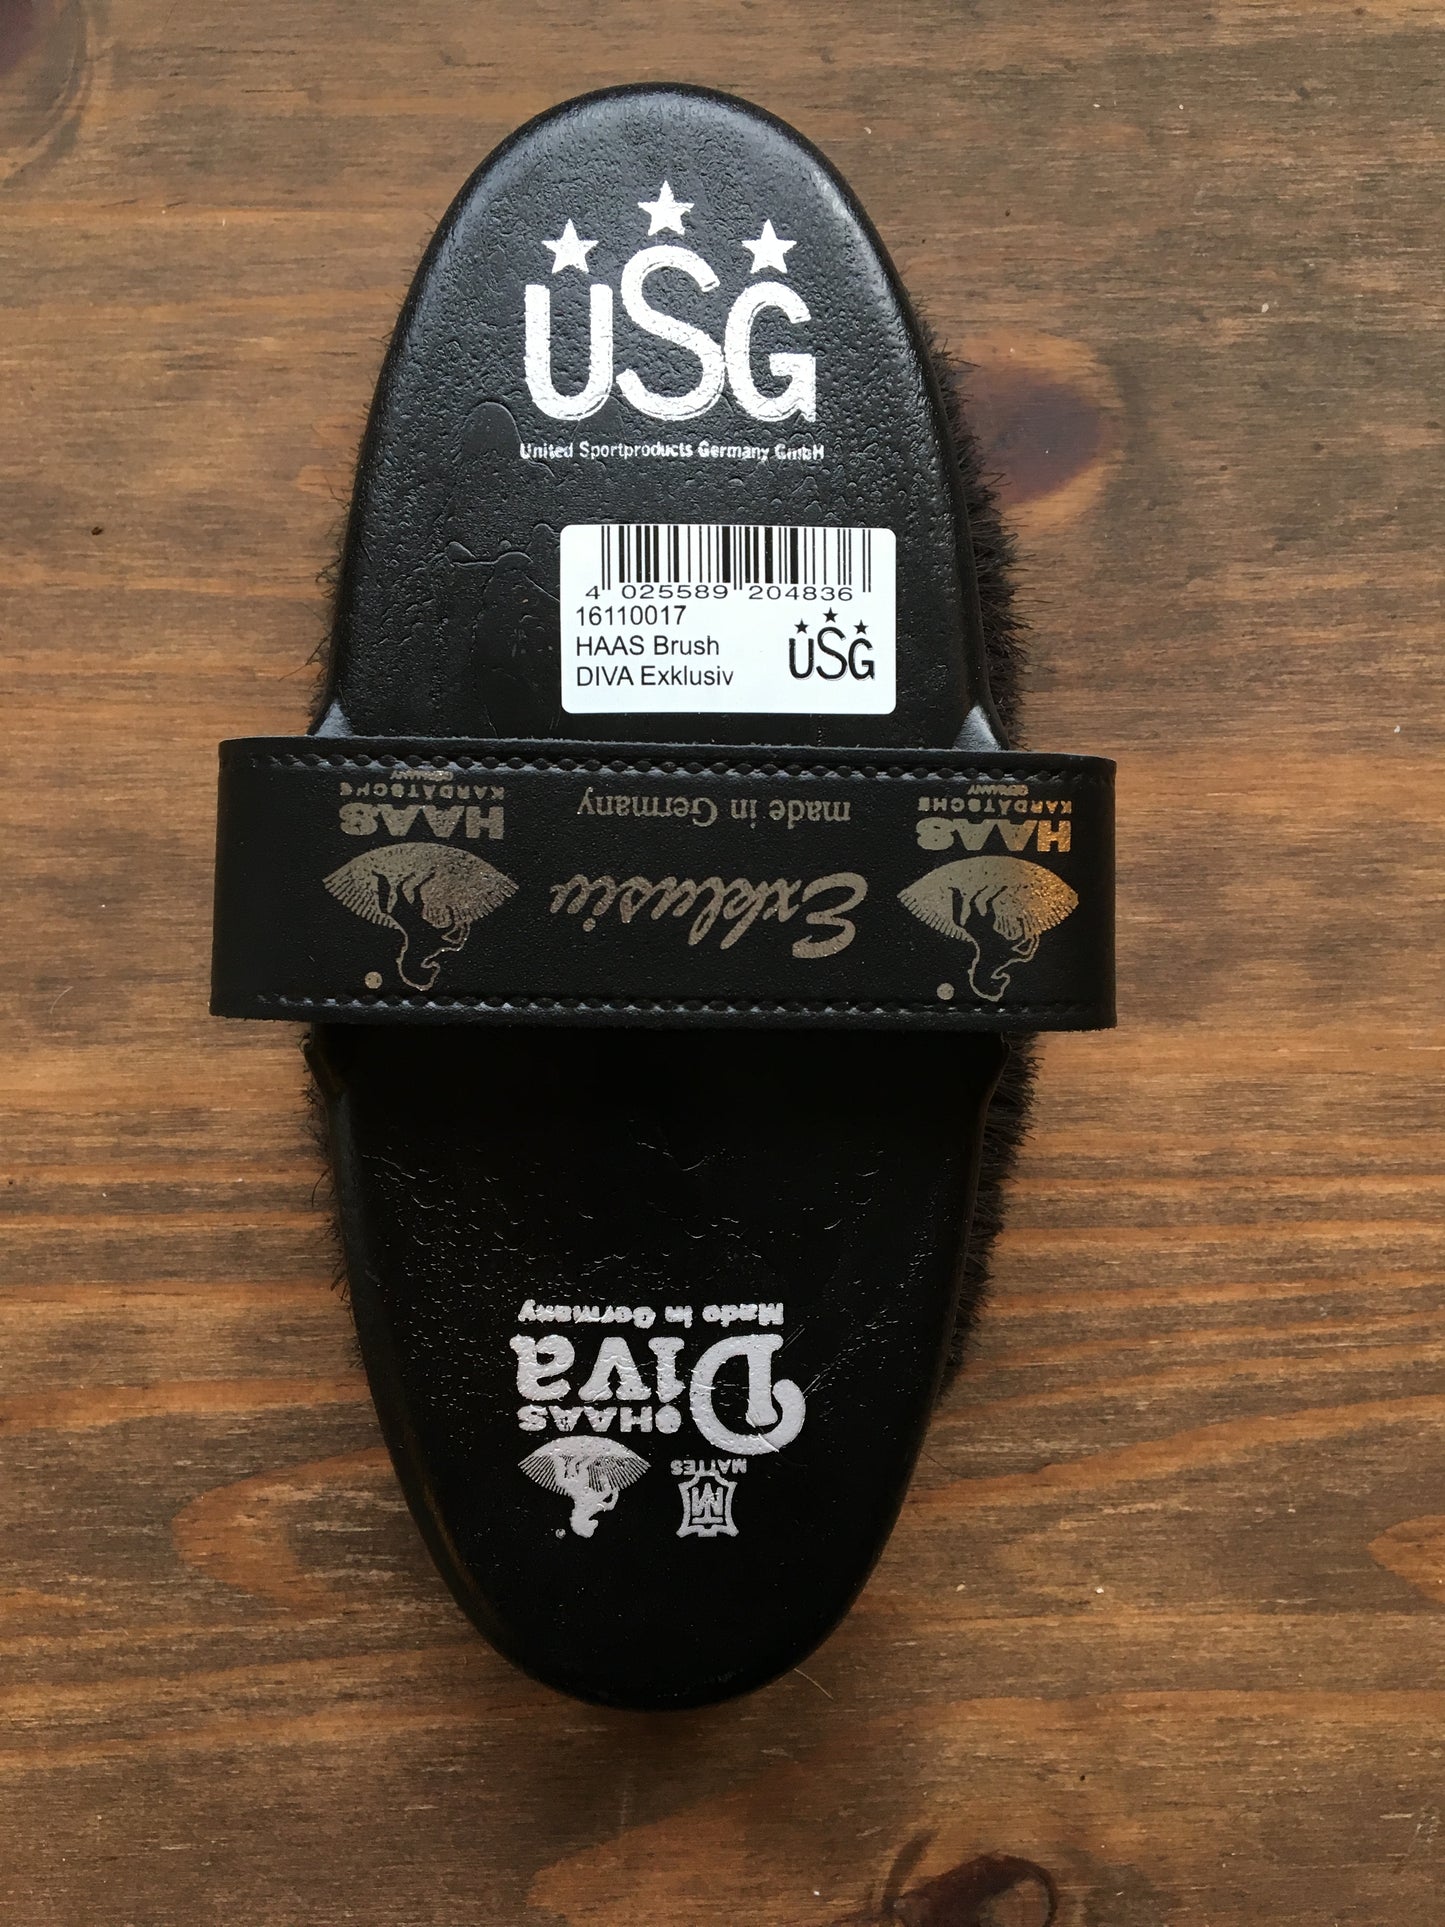 USG
United Sportproducts Germany GmbH
4 025589 204836
16110017
HAAS Brush
DIVA Exklusiv
USG
HAAS
KARDÄTSCHE
GERMANY
®
Exklusiv
made in Germany
HAAS
KARDÄTSCHE
GERMANY
®
MATTES
®
HAAS
Diva
Made in Germany